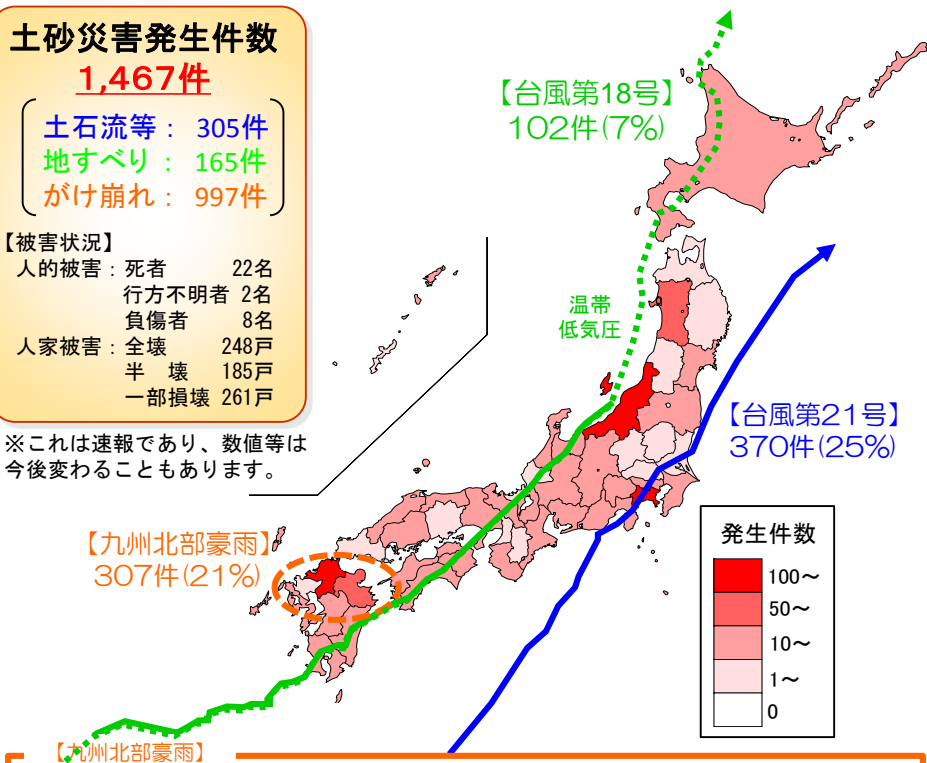 土砂災害発生件数
1,467件
土石流等： 305件
地すべり： 165件
がけ崩れ： 997件
【被害状況】
人的被害：死者 22名
行方不明者 2名
負傷者 8名
人家被害：全壊 248戸
半 壊 185戸
一部損壊 261戸
※これは速報であり、数値等は
今後変わることもあります。
【台風第18号】
102件(7%)
温帯
低気圧
【台風第21号】
370件(25%)
【九州北部豪雨】
307件(21%)
発生件数
100～
50～
10～
1～
0
【九州北部豪雨】